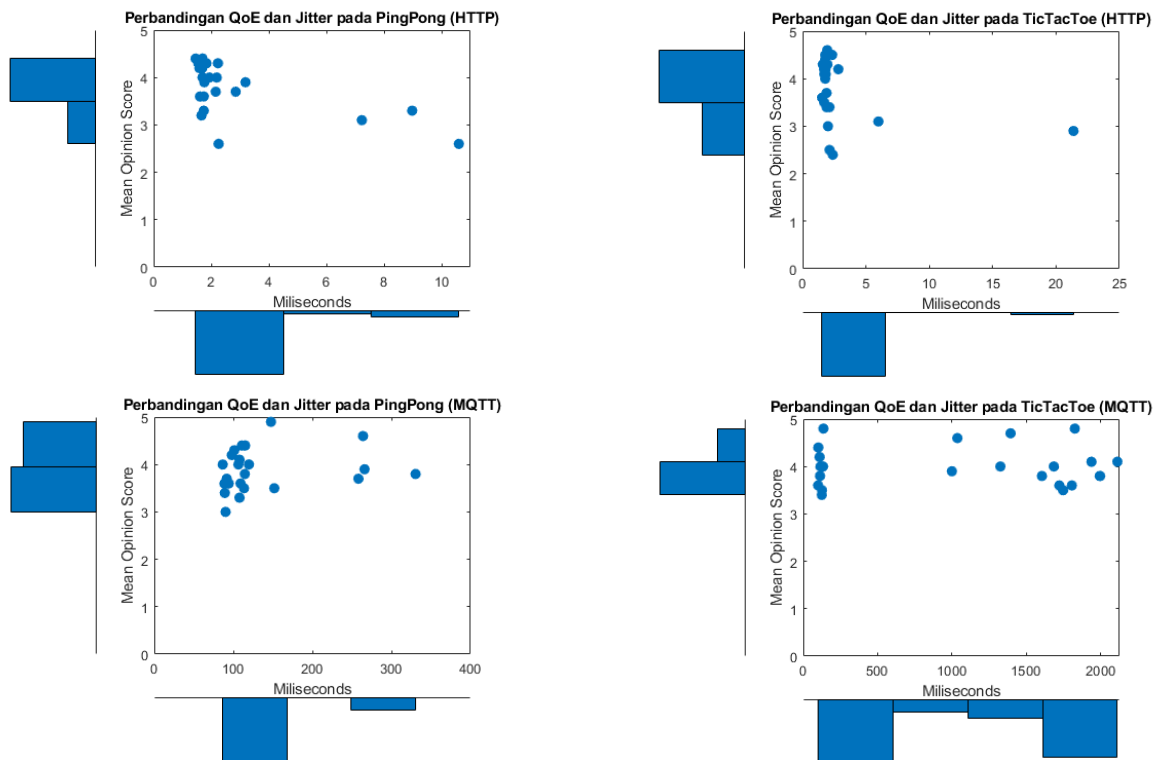 Perbandingan QoE dan Jitter pada PingPong (HTTP)
Mean Opinion Score
5
4
3
2
1
0
0 2 4 6 8 10
Miliseconds
Perbandingan QoE dan Jitter pada TicTacToe (HTTP)
Mean Opinion Score
5
4
3
2
1
0
0 5 10 15 20 25
Miliseconds
Perbandingan QoE dan Jitter pada PingPong (MQTT)
Mean Opinion Score
5
4
3
2
1
0
0 100 200 300 400
Miliseconds
Perbandingan QoE dan Jitter pada TicTacToe (MQTT)
Mean Opinion Score
5
4
3
2
1
0
0 500 1000 1500 2000
Miliseconds